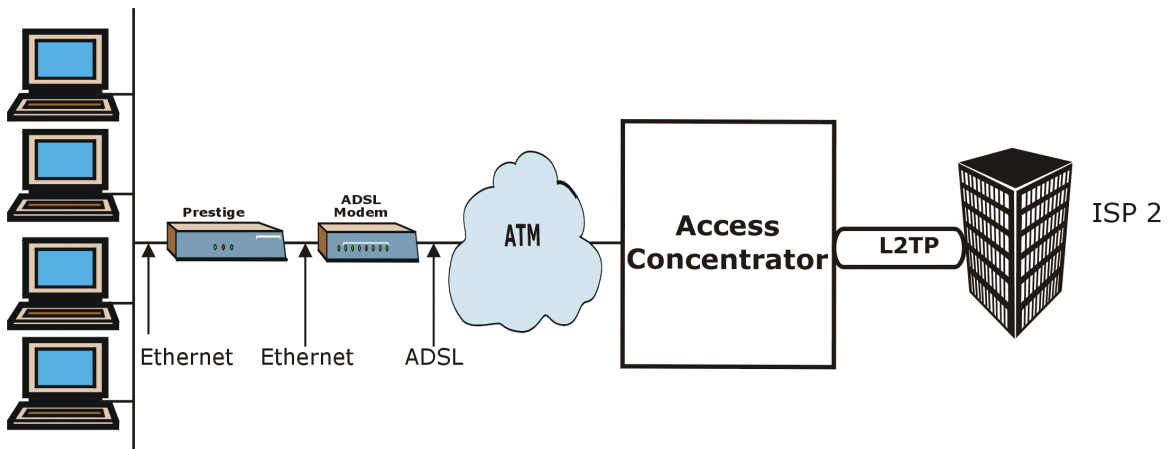 Prestige
ADSL
Modem
ATM
Access
Concentrator
L2TP
ISP 2
Ethernet
Ethernet
ADSL